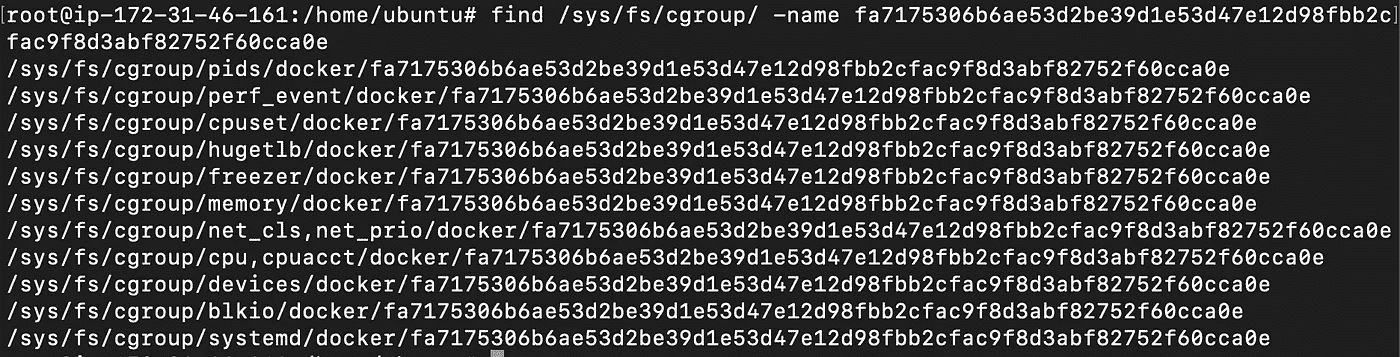 [root@ip-172-31-46-161:/home/ubuntu# find /sys/fs/cgroup/ -name fa7175306b6ae53d2be39d1e53d47e12d98fbb2c]
fac9f8d3abf82752f60cca0e
/sys/fs/cgroup/pids/docker/fa7175306b6ae53d2be39d1e53d47e12d98fbb2cfac9f8d3abf82752f60cca0e
/sys/fs/cgroup/perf_event/docker/fa7175306b6ae53d2be39d1e53d47e12d98fbb2cfac9f8d3abf82752f60cca0e
/sys/fs/cgroup/cpuset/docker/fa7175306b6ae53d2be39d1e53d47e12d98fbb2cfac9f8d3abf82752f60cca0e
/sys/fs/cgroup/hugetlb/docker/fa7175306b6ae53d2be39d1e53d47e12d98fbb2cfac9f8d3abf82752f60cca0e
/sys/fs/cgroup/freezer/docker/fa7175306b6ae53d2be39d1e53d47e12d98fbb2cfac9f8d3abf82752f60cca0e
/sys/fs/cgroup/memory/docker/fa7175306b6ae53d2be39d1e53d47e12d98fbb2cfac9f8d3abf82752f60cca0e
/sys/fs/cgroup/net_cls,net_prio/docker/fa7175306b6ae53d2be39d1e53d47e12d98fbb2cfac9f8d3abf82752f60cca0e
/sys/fs/cgroup/cpu,cpuacct/docker/fa7175306b6ae53d2be39d1e53d47e12d98fbb2cfac9f8d3abf82752f60cca0e
/sys/fs/cgroup/devices/docker/fa7175306b6ae53d2be39d1e53d47e12d98fbb2cfac9f8d3abf82752f60cca0e
/sys/fs/cgroup/blkio/docker/fa7175306b6ae53d2be39d1e53d47e12d98fbb2cfac9f8d3abf82752f60cca0e
/sys/fs/cgroup/systemd/docker/fa7175306b6ae53d2be39d1e53d47e12d98fbb2cfac9f8d3abf82752f60cca0e